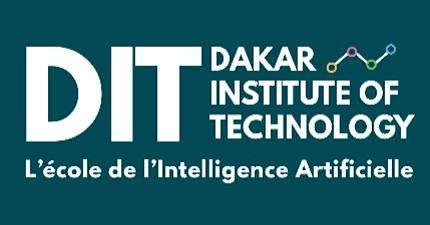 DIT
DAKAR
INSTITUTE OF
TECHNOLOGY
L'école de l'Intelligence Artificielle